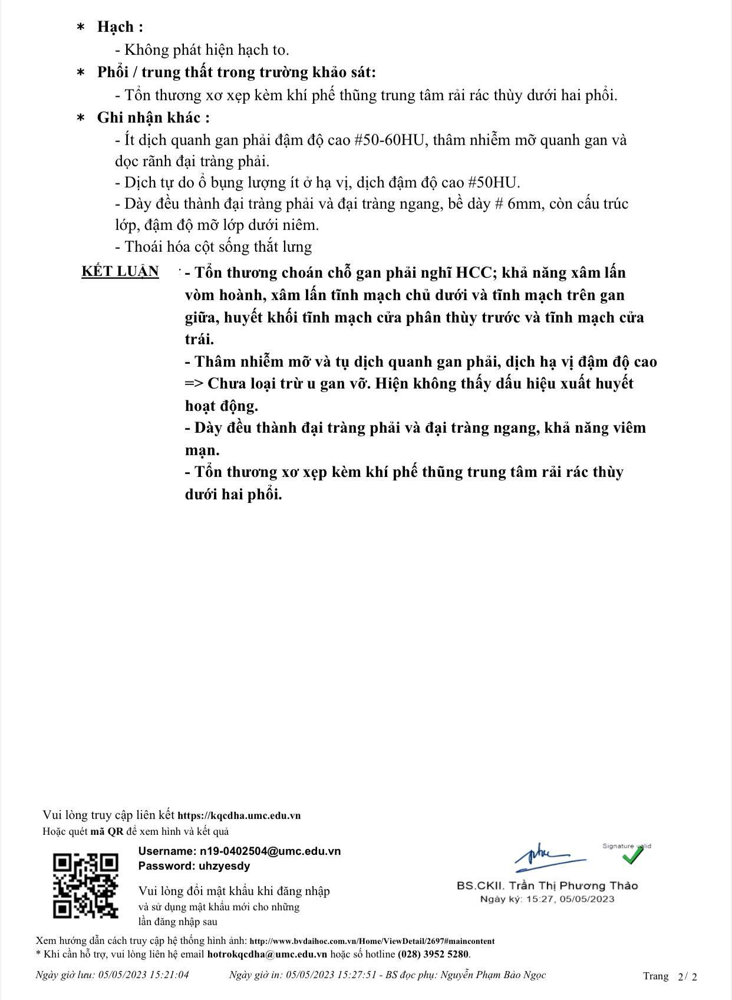 * Hạch :
- Không phát hiện hạch to.
* Phổi / trung thất trong trường khảo sát:
- Tổn thương xơ xẹp kèm khí phế thũng trung tâm rải rác thùy dưới hai phổi.
* Ghi nhận khác :
- Ít dịch quanh gan phải đậm độ cao #50-60HU, thâm nhiễm mỡ quanh gan và
dọc rãnh đại tràng phải.
- Dịch tự do ổ bụng lượng ít ở hạ vị, dịch đậm độ cao #50HU.
- Dày đều thành đại tràng phải và đại tràng ngang, bề dày # 6mm, còn cấu trúc
lớp, đậm độ mỡ lớp dưới niêm.
- Thoái hóa cột sống thắt lưng
KẾT LUẬN : - Tổn thương choán chỗ gan phải nghĩ HCC; khả năng xâm lấn
vòm hoành, xâm lấn tĩnh mạch chủ dưới và tĩnh mạch trên gan
giữa, huyết khối tĩnh mạch cửa phân thùy trước và tĩnh mạch cửa
trái.
- Thâm nhiễm mỡ và tụ dịch quanh gan phải, dịch hạ vị đậm độ cao
=> Chưa loại trừ u gan vỡ. Hiện không thấy dấu hiệu xuất huyết
hoạt động.
- Dày đều thành đại tràng phải và đại tràng ngang, khả năng viêm
mạn.
- Tổn thương xơ xẹp kèm khí phế thũng trung tâm rải rác thùy
dưới hai phổi.
Vui lòng truy cập liên kết https://kqcdha.umc.edu.vn
Hoặc quét mã QR để xem hình và kết quả
Username: n19-0402504@umc.edu.vn
Password: uhzyesdy
Vui lòng đổi mật khẩu khi đăng nhập
và sử dụng mật khẩu mới cho những
lần đăng nhập sau
Signature valid
BS.CKII. Trần Thị Phương Thảo
Ngày ký: 15:27, 05/05/2023
Xem hướng dẫn cách truy cập hệ thống hình ảnh: http://www.bvdaihoc.com.vn/Home/ViewDetail/2697#maincontent
* Khi cần hỗ trợ, vui lòng liên hệ email hotrokqcdha@umc.edu.vn hoặc số hotline (028) 3952 5280.
Ngày giờ lưu: 05/05/2023 15:21:04 Ngày giờ in: 05/05/2023 15:27:51 - BS đọc phụ: Nguyễn Phạm Bảo Ngọc Trang 2/ 2